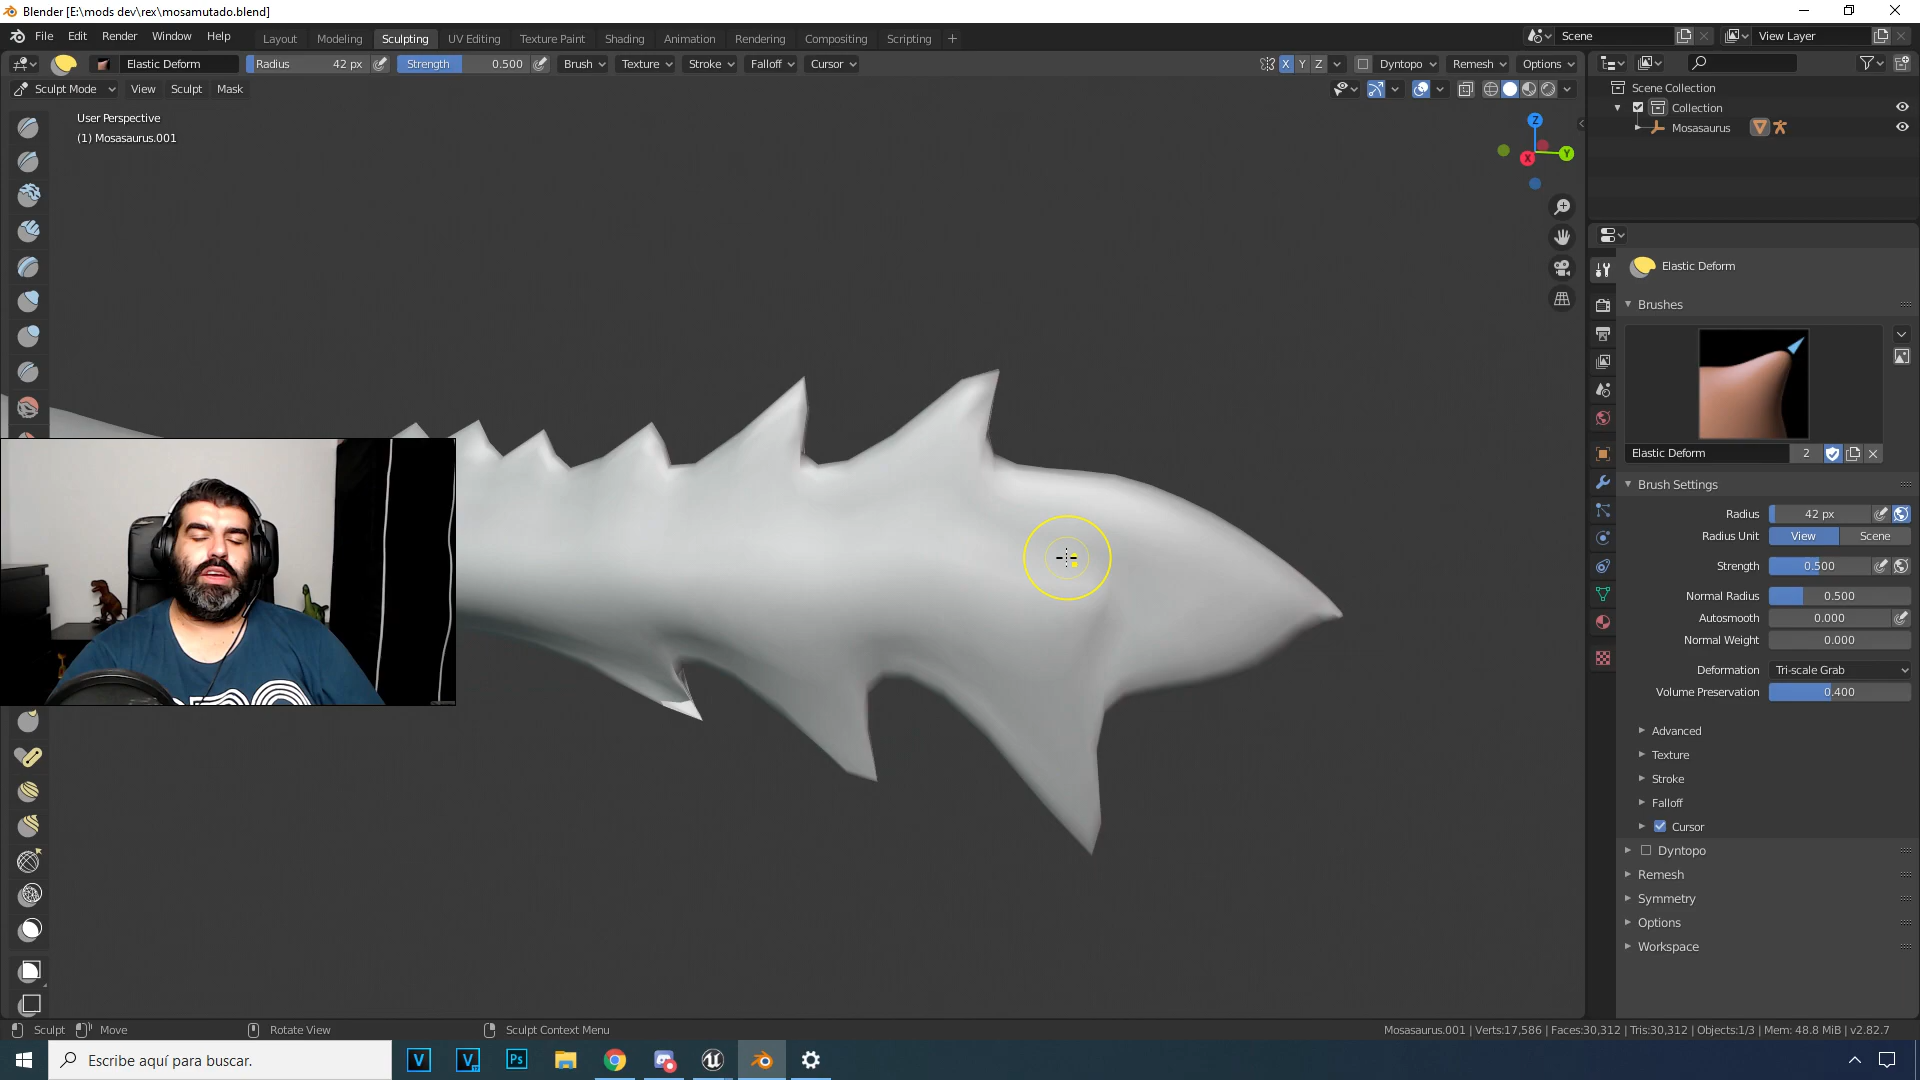 Blender [E:\mods dev\rex\mosamutado.blend]
File Edit Render Window Help Layout Modeling Sculpting UV Editing Texture Paint Shading Animation Rendering Compositing Scripting + Scene View Layer
Elastic Deform Radius 42 px Strength 0.500 Brush Texture Stroke Falloff Cursor X Y Z Dyntopo Remesh Options
Sculpt Mode View Sculpt Mask
User Perspective
(1) Mosasaurus.001
Z
X
Y
Scene Collection
Collection
Mosasaurus
Elastic Deform
Brushes
Elastic Deform 2
Brush Settings
Radius 42 px
Radius Unit View Scene
Strength 0.500
Normal Radius 0.500
Autosmooth 0.000
Normal Weight 0.000
Deformation Tri-scale Grab
Volume Preservation 0.400
Advanced
Texture
Stroke
Falloff
Cursor
Dyntopo
Remesh
Symmetry
Options
Workspace
Sculpt Move Rotate View Sculpt Context Menu Mosasaurus.001 | Verts:17,586 | Faces:30,312 | Tris:30,312 | Objects:1/3 | Mem: 48.8 MiB | v2.82.7
Escribe aquí para buscar. V V Ps